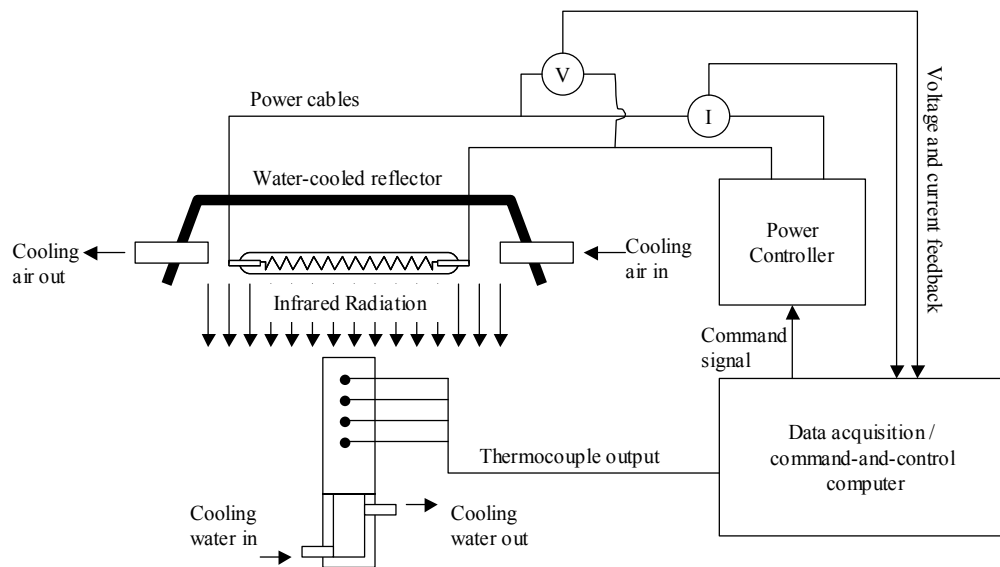 V
I
Power cables
Voltage and current feedback
Water-cooled reflector
Cooling
air out
Cooling
air in
Power
Controller
Infrared Radiation
Command
signal
Data acquisition /
command-and-control
computer
Thermocouple output
Cooling
water in
Cooling
water out